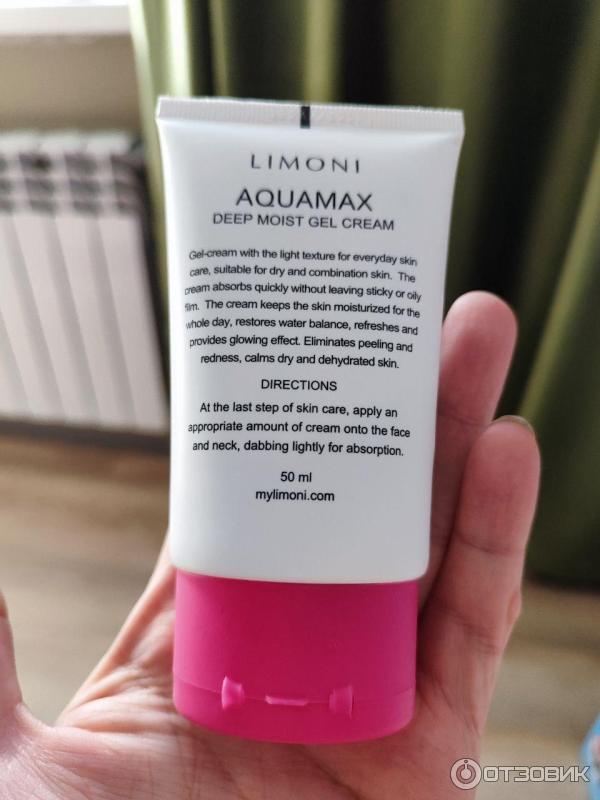 LIMONI
AQUAMAX
DEEP MOIST GEL CREAM
Gel-cream with the light texture for everyday skin
care, suitable for dry and combination skin. The
cream absorbs quickly without leaving sticky or oily
film. The cream keeps the skin moisturized for the
whole day, restores water balance, refreshes and
provides glowing effect. Eliminates peeling and
redness, calms dry and dehydrated skin.
DIRECTIONS
At the last step of skin care, apply an
appropriate amount of cream onto the face
and neck, dabbing lightly for absorption.
50 ml
mylimoni.com
ОТЗОВИК